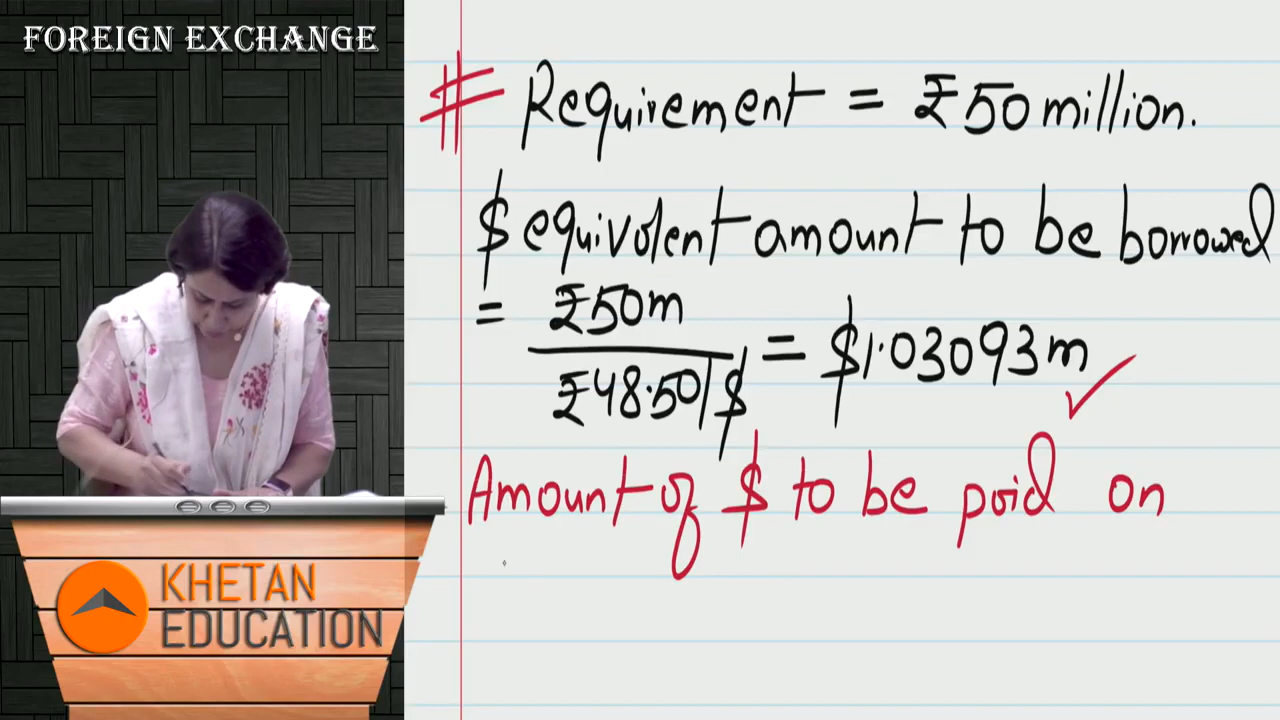 FOREIGN EXCHANGE
# Requirement = ₹50 million.
$ equivalent amount to be borrowed
= ₹50m
₹48.50/$
= $1.03093m ✓
Amount of $ to be paid on
KHETAN
EDUCATION